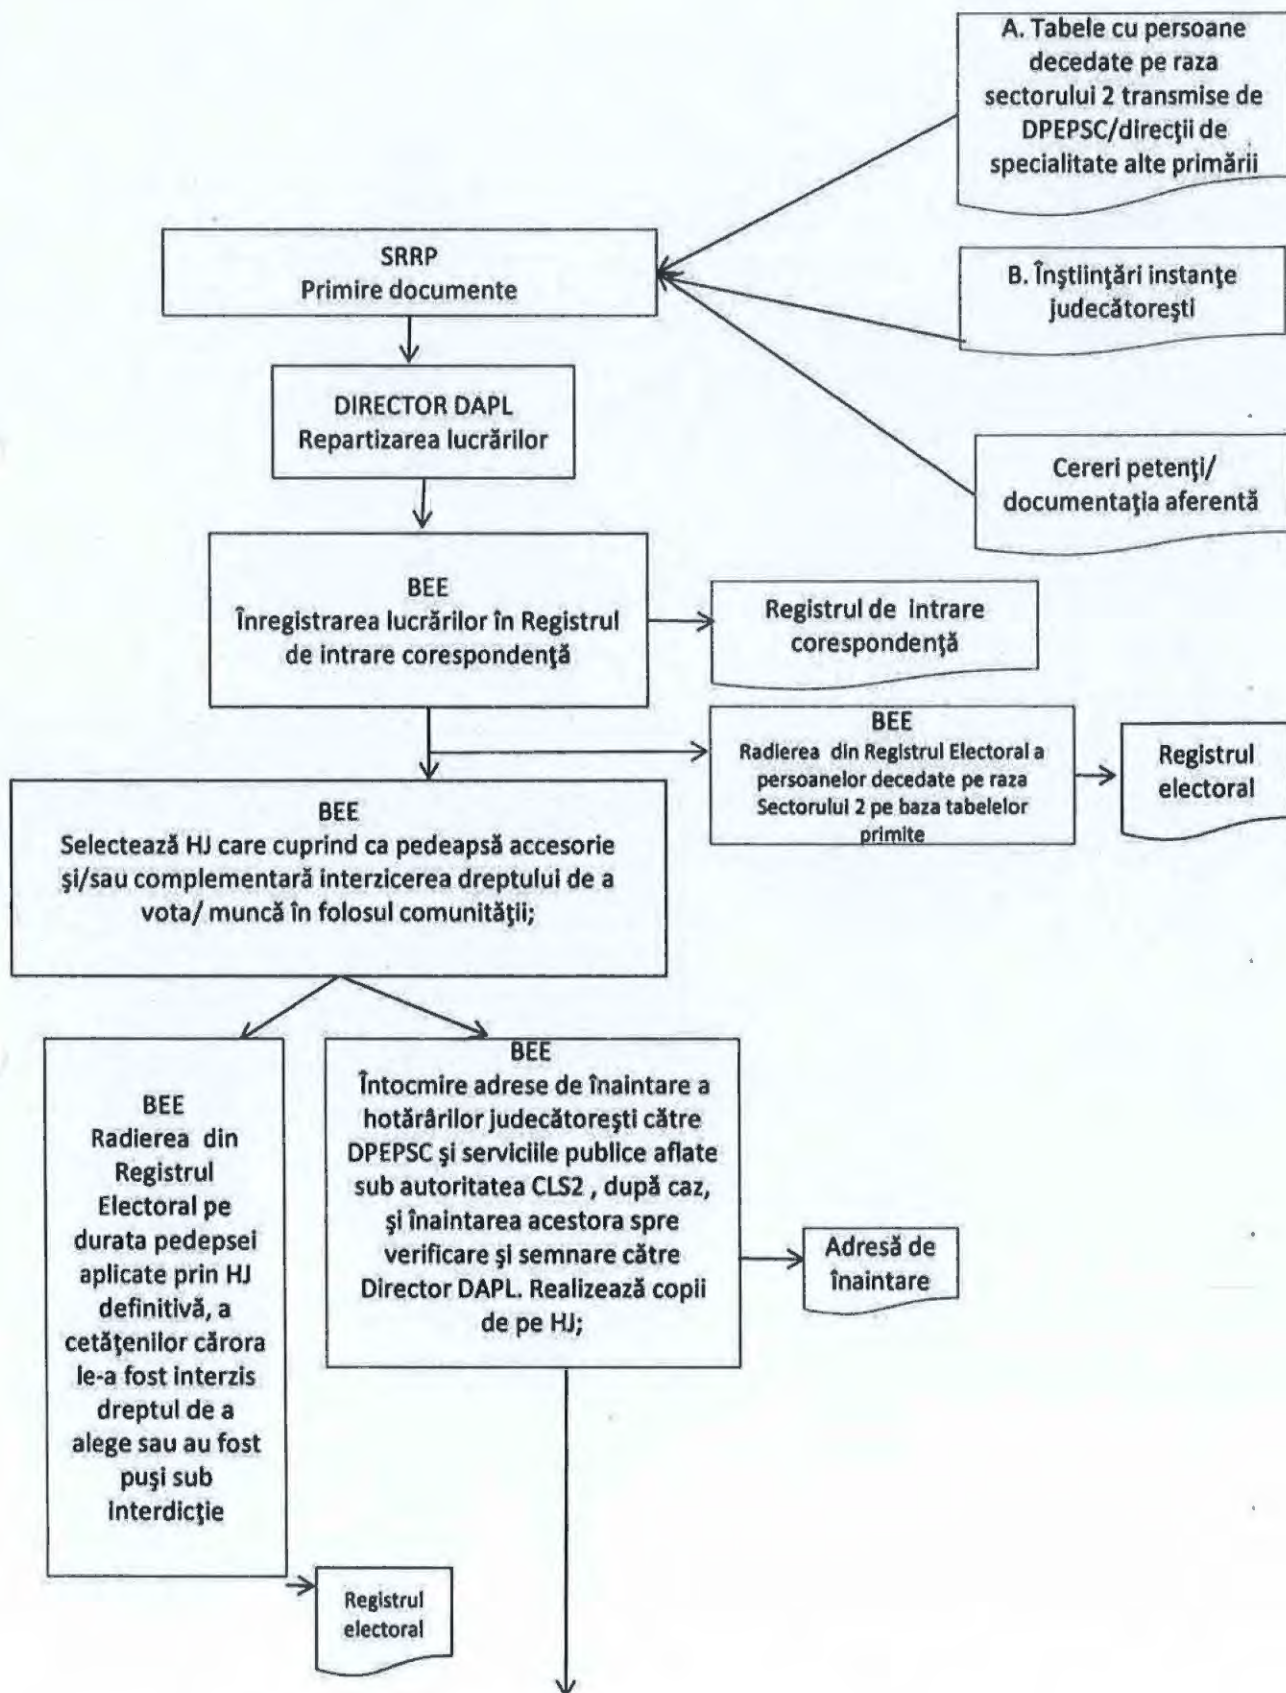 A. Tabele cu persoane
decedate pe raza
sectorului 2 transmise de
DPEPSC/direcţii de
specialitate alte primării
SRRP
Primire documente
B. Înştiinţări instanţe
judecătoreşti
DIRECTOR DAPL
Repartizarea lucrărilor
Cereri petenţi/
documentaţia aferentă
BEE
Înregistrarea lucrărilor în Registrul
de intrare corespondenţă
Registrul de intrare
corespondenţă
BEE
Radierea din Registrul Electoral a
persoanelor decedate pe raza
Sectorului 2 pe baza tabelelor
primite
Registrul
electoral
BEE
Selectează HJ care cuprind ca pedeapsă accesorie
şi/sau complementară interzicerea dreptului de a
vota/ muncă în folosul comunităţii;
BEE
Radierea din
Registrul
Electoral pe
durata pedepsei
aplicate prin HJ
definitivă, a
cetăţenilor cărora
le-a fost interzis
dreptul de a
alege sau au fost
puşi sub
interdicţie
BEE
Întocmire adrese de înaintare a
hotărârilor judecătoreşti către
DPEPSC şi serviciile publice aflate
sub autoritatea CLS2 , după caz,
şi înaintarea acestora spre
verificare şi semnare către
Director DAPL. Realizează copii
de pe HJ;
Adresă de
înaintare
Registrul
electoral